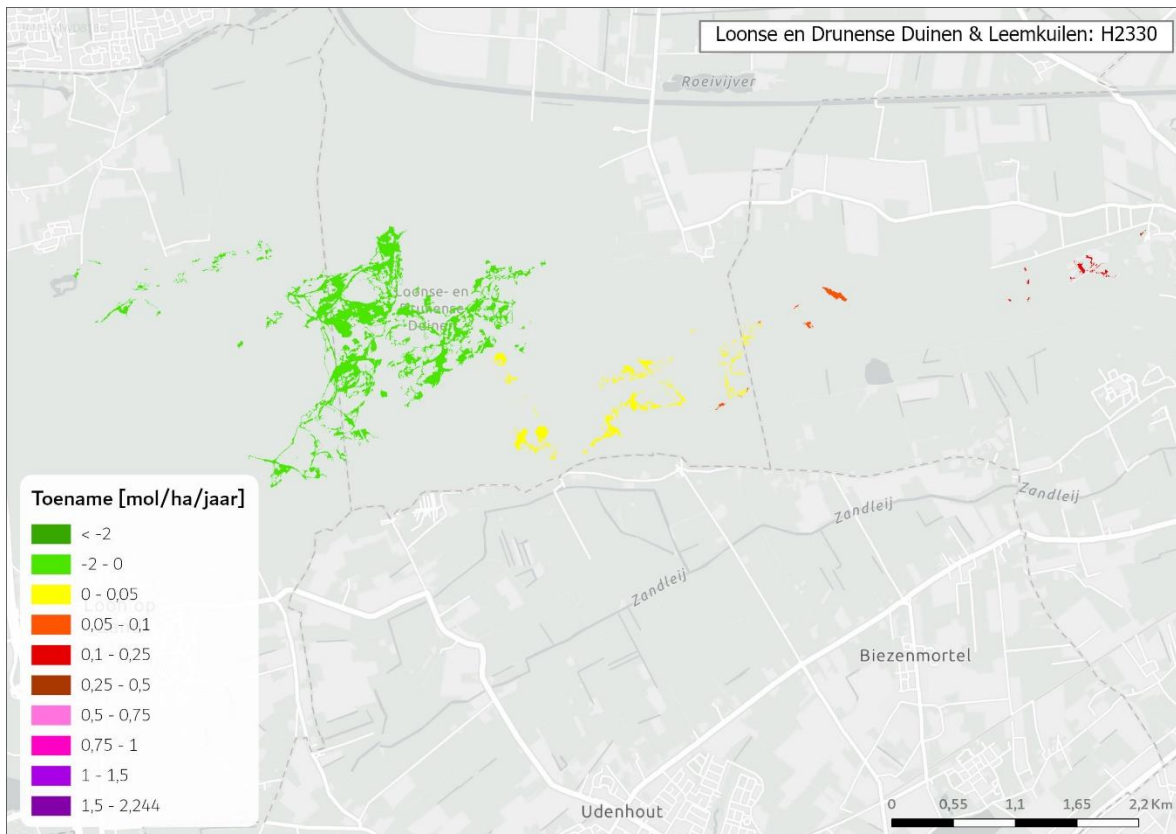 Loonse en Drunense Duinen & Leemkuilen: H2330
Roeivijver
Loonse- en
Drunense
Duinen
Toename [mol/ha/jaar]
< -2
-2 - 0
0 - 0,05
0,05 - 0,1
0,1 - 0,25
0,25 - 0,5
0,5 - 0,75
0,75 - 1
1 - 1,5
1,5 - 2,244
Loon op
Zandleij
Zandleij
Zandleij
Biezenmortel
Udenhout
0 0,55 1,1 1,65 2,2 Km